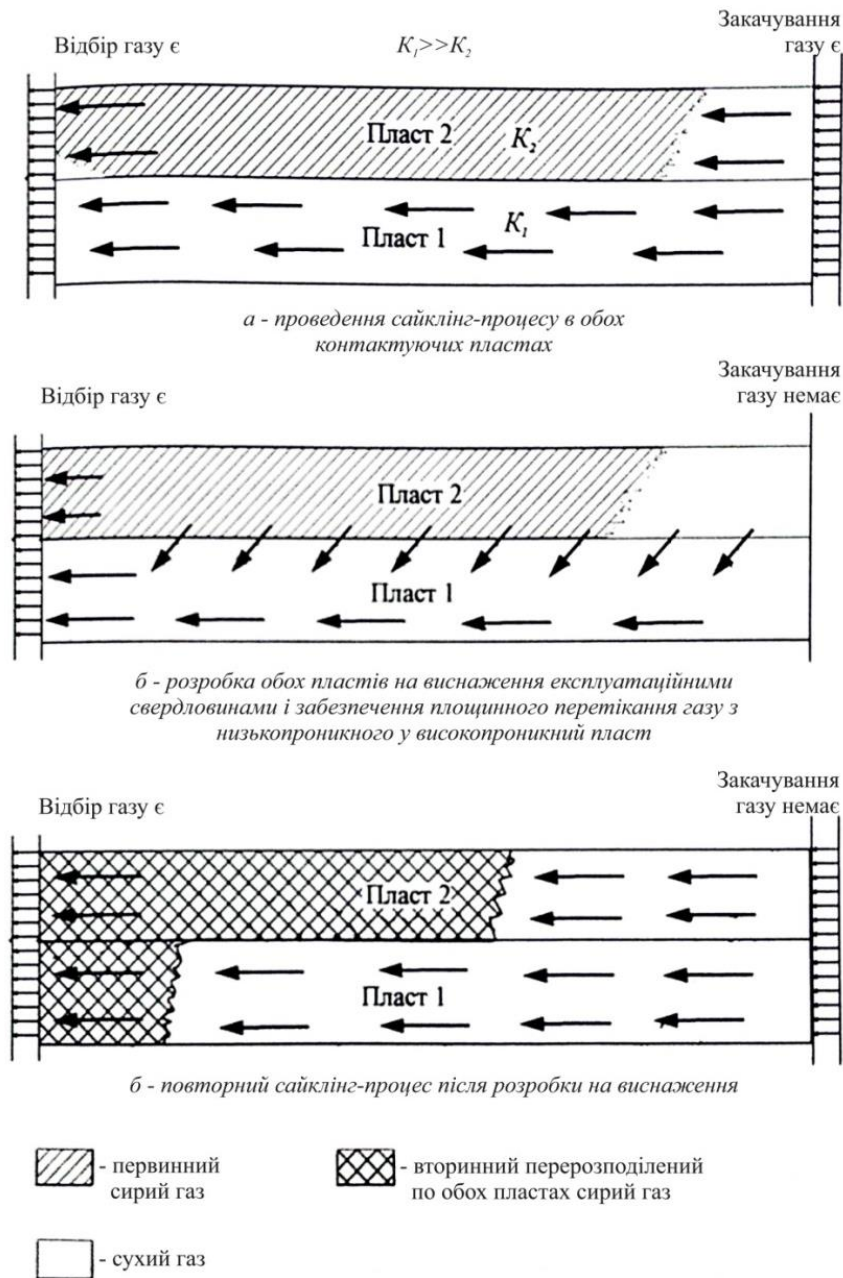 Відбір газу є
K₁>>K₂
Закачування
газу є
Пласт 2
K₂
Пласт 1
K₁
а - проведення сайклінг-процесу в обох
контактуючих пластах
Відбір газу є
Закачування
газу немає
Пласт 2
Пласт 1
б - розробка обох пластів на виснаження експлуатаційними
свердловинами і забезпечення площинного перетікання газу з
низькопроникного у високопроникний пласт
Відбір газу є
Закачування
газу немає
Пласт 2
Пласт 1
б - повторний сайклінг-процес після розробки на виснаження
- первинний
сирий газ
- вторинний перерозподілений
по обох пластах сирий газ
- сухий газ